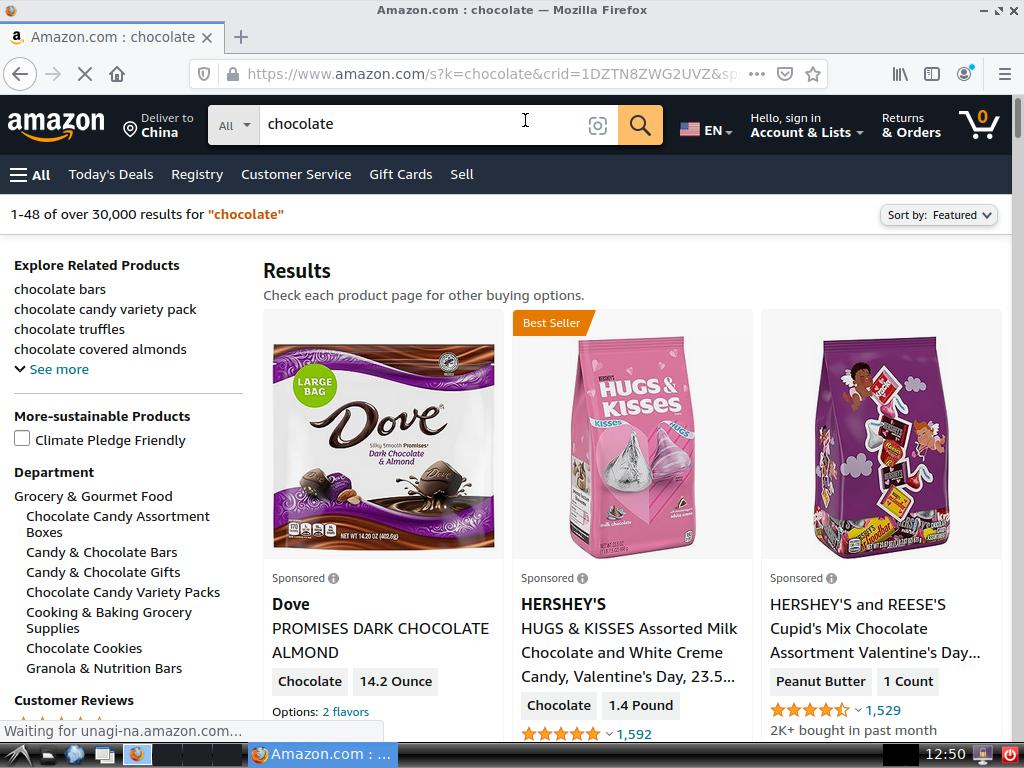 Amazon.com : chocolate — Mozilla Firefox
Amazon.com : chocolate
https://www.amazon.com/s?k=chocolate&crid=1DZTN8ZWG2UVZ&sp
amazon
Deliver to
China
All
chocolate
EN
Hello, sign in
Account & Lists
Returns
& Orders
0
All
Today's Deals
Registry
Customer Service
Gift Cards
Sell
1-48 of over 30,000 results for "chocolate"
Sort by: Featured
Explore Related Products
chocolate bars
chocolate candy variety pack
chocolate truffles
chocolate covered almonds
See more
More-sustainable Products
Climate Pledge Friendly
Department
Grocery & Gourmet Food
Chocolate Candy Assortment
Boxes
Candy & Chocolate Bars
Candy & Chocolate Gifts
Chocolate Candy Variety Packs
Cooking & Baking Grocery
Supplies
Chocolate Cookies
Granola & Nutrition Bars
Customer Reviews
Results
Check each product page for other buying options.
LARGE
BAG
Dove
Silky Smooth Promises
Dark Chocolate
& Almond
NET WT 14.20 OZ (402.6g)
Sponsored
Dove
PROMISES DARK CHOCOLATE
ALMOND
Chocolate
14.2 Ounce
Options: 2 flavors
Best Seller
HERSHEY'S
HUGS &
KISSES
KISSES
HUGS
milk chocolate
Sponsored
HERSHEY'S
HUGS & KISSES Assorted Milk
Chocolate and White Creme
Candy, Valentine's Day, 23.5...
Chocolate
1.4 Pound
1,592
Sponsored
HERSHEY'S and REESE'S
Cupid's Mix Chocolate
Assortment Valentine's Day...
Peanut Butter
1 Count
1,529
2K+ bought in past month
Waiting for unagi-na.amazon.com...
Amazon.com : ...
12:50